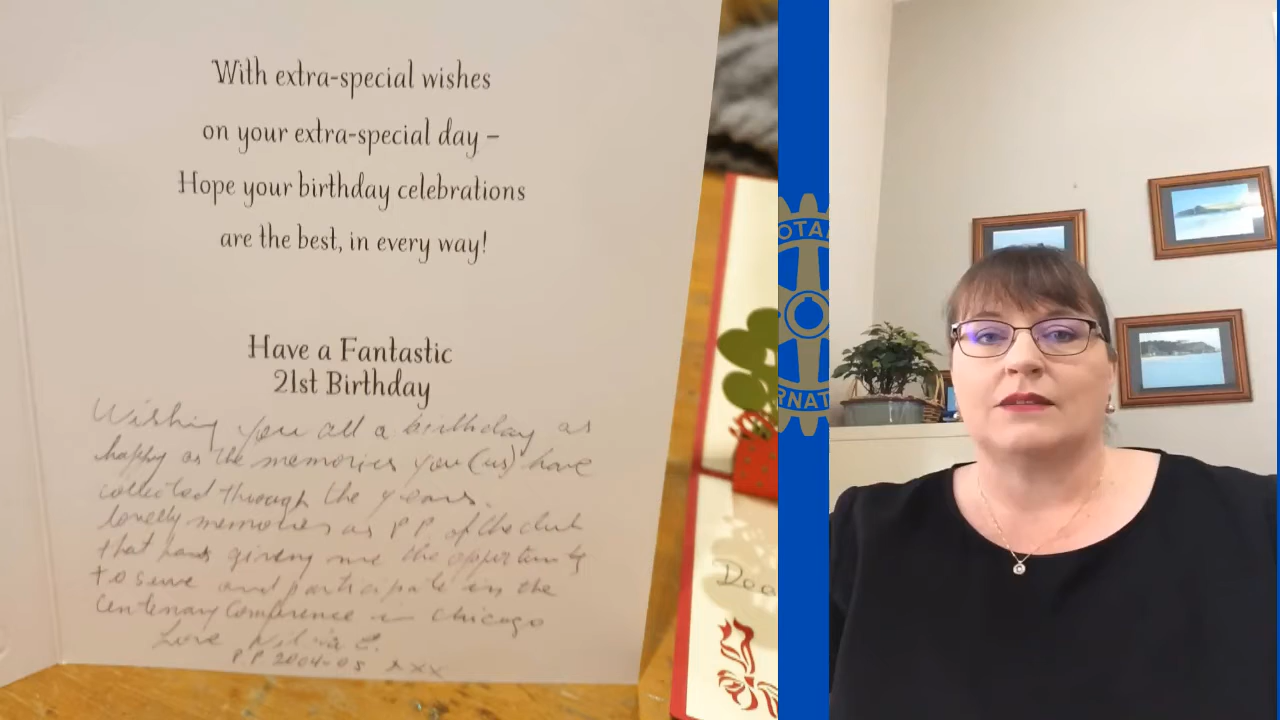 With extra-special wishes
on your extra-special day –
Hope your birthday celebrations
are the best, in every way!
Have a Fantastic
21st Birthday
Wishing you all a birthday as
happy as the memories you (us) have
collected through the years.
lovely memories as PP of the club
that has giving me the opportunity
to serve and participate in the
Centenary Conference in Chicago
Love
P.P 2004-05 xxx
OTA
RNAT
Dea